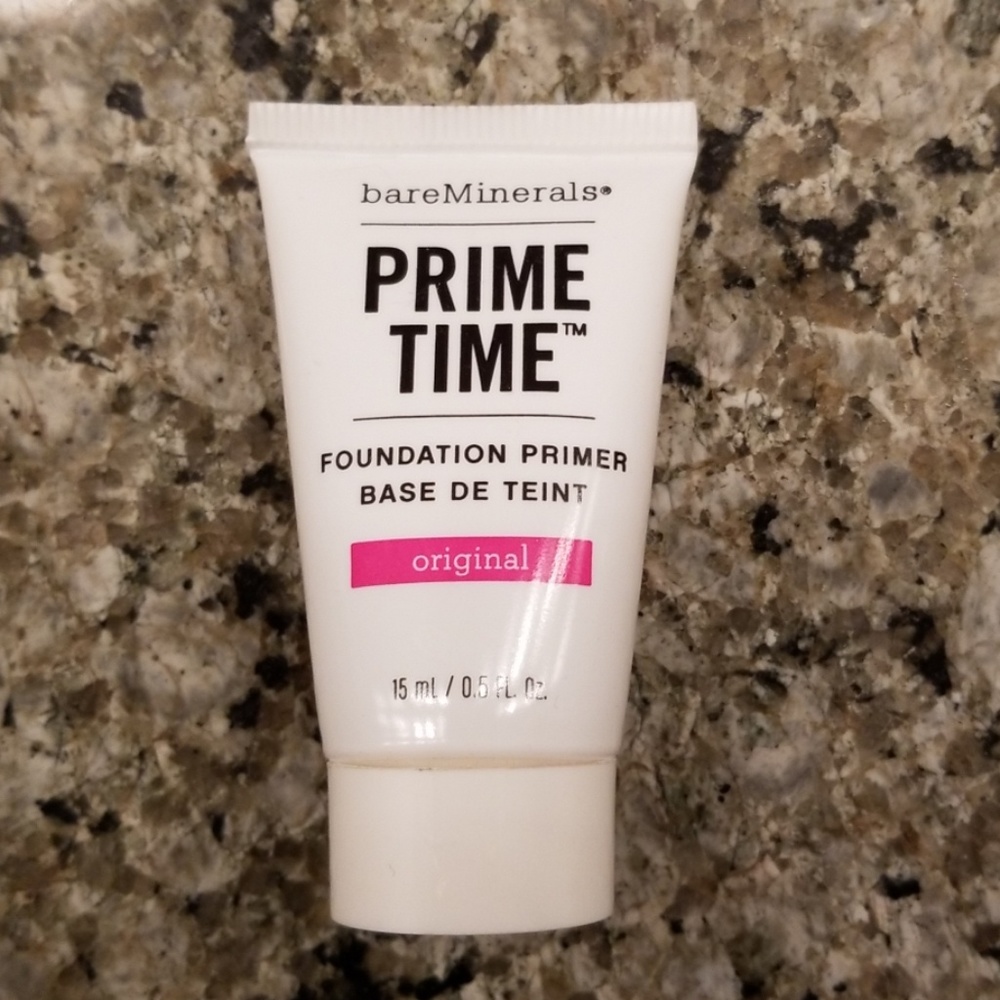 bareMinerals®
PRIME
TIME™
FOUNDATION PRIMER
BASE DE TEINT
original
15 mL / 0.5 FL. Oz.